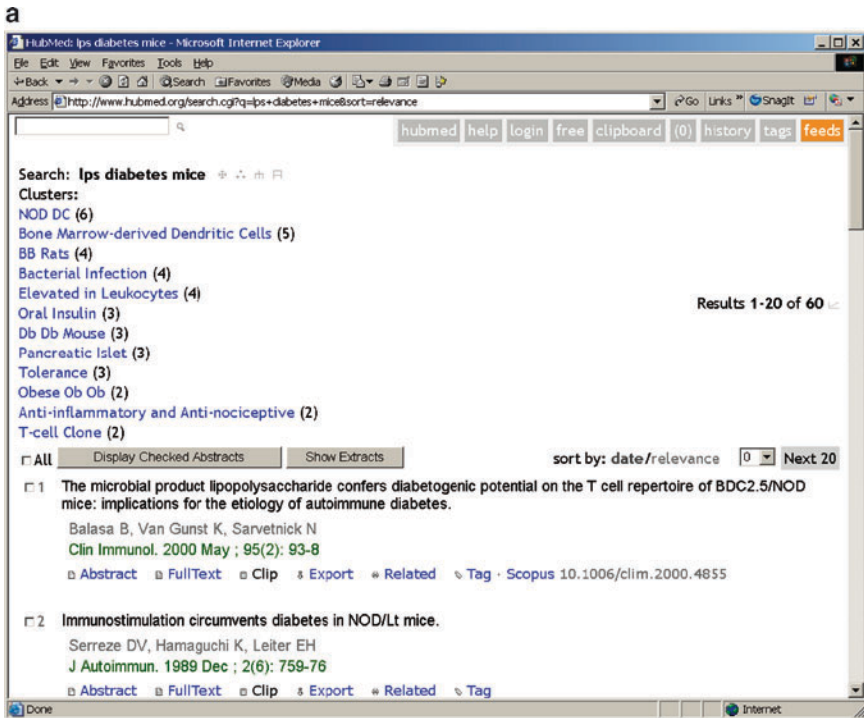 a
HubMed: lps diabetes mice - Microsoft Internet Explorer
File Edit View Favorites Tools Help
Back Search Favorites Media
Address http://www.hubmed.org/search.cgi?q=lps+diabetes+mice&sort=relevance Go Links » SnagIt
hubmed help login free clipboard (0) history tags feeds
Search: lps diabetes mice
Clusters:
NOD DC (6)
Bone Marrow-derived Dendritic Cells (5)
BB Rats (4)
Bacterial Infection (4)
Elevated in Leukocytes (4)
Results 1-20 of 60
Oral Insulin (3)
Db Db Mouse (3)
Pancreatic Islet (3)
Tolerance (3)
Obese Ob Ob (2)
Anti-inflammatory and Anti-nociceptive (2)
T-cell Clone (2)
All Display Checked Abstracts Show Extracts sort by: date/relevance 0 Next 20
1 The microbial product lipopolysaccharide confers diabetogenic potential on the T cell repertoire of BDC2.5/NOD
mice: implications for the etiology of autoimmune diabetes.
Balasa B, Van Gunst K, Sarvetnick N
Clin Immunol. 2000 May ; 95(2): 93-8
Abstract FullText Clip Export Related Tag · Scopus 10.1006/clim.2000.4855
2 Immunostimulation circumvents diabetes in NOD/Lt mice.
Serreze DV, Hamaguchi K, Leiter EH
J Autoimmun. 1989 Dec ; 2(6): 759-76
Abstract FullText Clip Export Related Tag
Done Internet